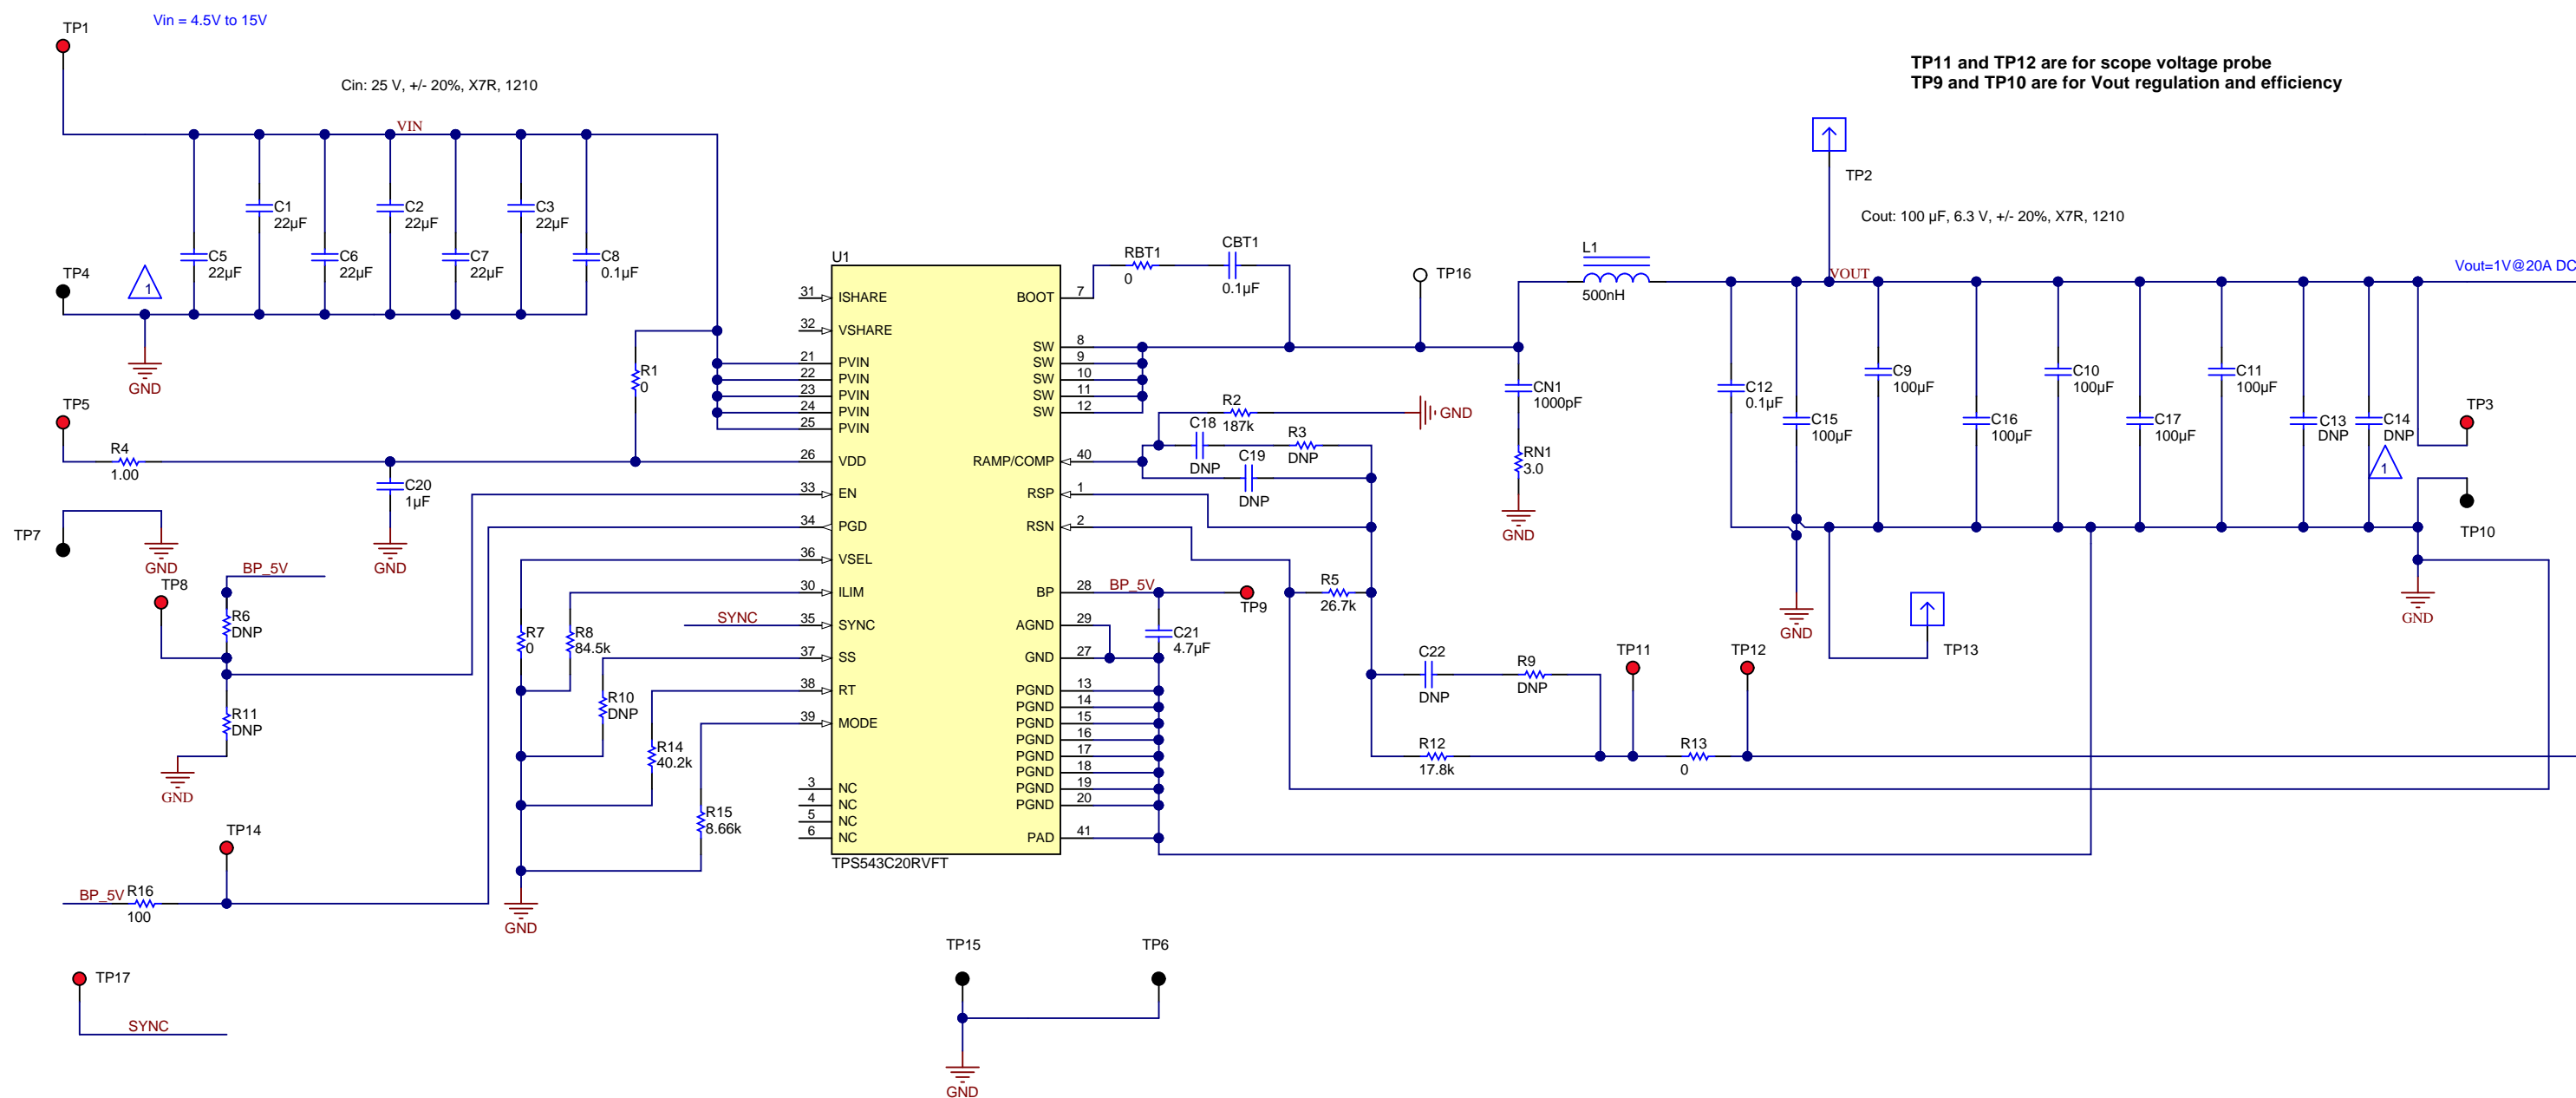 Vin = 4.5V to 15V
TP1
Cin: 25 V, +/- 20%, X7R, 1210
TP11 and TP12 are for scope voltage probe
TP9 and TP10 are for Vout regulation and efficiency
VIN
TP2
Cout: 100 µF, 6.3 V, +/- 20%, X7R, 1210
C1
22µF
C2
22µF
C3
22µF
C5
22µF
C6
22µF
C7
22µF
C8
0.1µF
TP4
1
GND
TP5
R4
1.00
R1
0
C20
1µF
GND
TP7
GND
TP8
BP_5V
R6
DNP
R11
DNP
GND
TP14
BP_5V
R16
100
TP17
SYNC
R7
0
R8
84.5k
SYNC
R10
DNP
R14
40.2k
R15
8.66k
GND
U1
31
ISHARE
32
VSHARE
21
PVIN
22
PVIN
23
PVIN
24
PVIN
25
PVIN
26
VDD
33
EN
34
PGD
36
VSEL
30
ILIM
35
SYNC
37
SS
38
RT
39
MODE
3
NC
4
NC
5
NC
6
NC
BOOT
7
SW
8
SW
9
SW
10
SW
11
SW
12
RAMP/COMP
40
RSP
1
RSN
2
BP
28
AGND
29
GND
27
PGND
13
PGND
14
PGND
15
PGND
16
PGND
17
PGND
18
PGND
19
PGND
20
PAD
41
TPS543C20RVFT
RBT1
0
CBT1
0.1µF
TP16
L1
500nH
R2
187k
GND
C18
DNP
R3
DNP
C19
DNP
CN1
1000pF
RN1
3.0
GND
BP_5V
TP9
C21
4.7µF
R5
26.7k
C22
DNP
R9
DNP
TP11
TP12
R12
17.8k
R13
0
VOUT
Vout=1V@20A DC
C12
0.1µF
C15
100µF
C9
100µF
C16
100µF
C10
100µF
C17
100µF
C11
100µF
C13
DNP
C14
DNP
1
TP3
TP10
GND
GND
TP13
TP15
TP6
GND